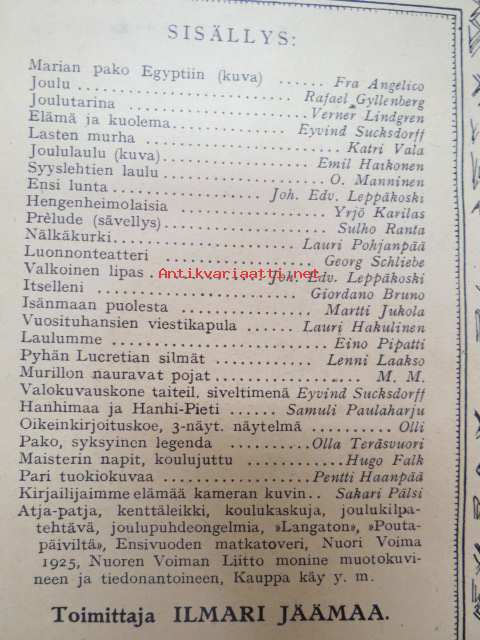 SISÄLLYS:
Marian pako Egyptiin (kuva) ...... Fra Angelico
Joulu ........................ Rafael Gyllenberg
Joulutarina ................... Verner Lindgren
Elämä ja kuolema............. Eyvind Sucksdorff
Lasten murha .................... Katri Vala
Joululaulu (kuva)............... Emil Halkonen
Syyslehtien laulu ................ O. Manninen
Ensi lunta ................ Joh. Edv. Leppäkoski
Hengenheimolaisia ............... Yrjö Karilas
Prèlude (sävellys)................ Sulho Ranta
Nälkäkurki.................. Lauri Pohjanpää
Luonnonteatteri ................ Georg Schliebe
Valkoinen lipas .. Antikvariaatti.net Joh. Edv. Leppäkoski
Itselleni .................... Giordano Bruno
Isänmaan puolesta ............... Martti Jukola
Vuosituhansien viestikapula ...... Lauri Hakulinen
Laulumme .................... Eino Pipatti
Pyhän Lucretian silmät ........... Lenni Laakso
Murillon nauravat pojat ................. M. M.
Valokuvauskone taiteil. siveltimenä Eyvind Sucksdorff
Hanhimaa ja Hanhi-Pieti ...... Samuli Paulaharju
Oikeinkirjoituskoe, 3-näyt. näytelmä .......... Olli
Pako, syksyinen legenda .......... Olla Teräsvuori
Maisterin napit, koulujuttu ........... Hugo Falk
Pari tuokiokuvaa ................ Pentti Haanpää
Kirjailijaimme elämää kameran kuvin.. Sakari Pälsi
Atja-patja, kenttäleikki, koulukaskuja, joulukilpa-
tehtävä, joulupuhdeongelmia, »Langaton», »Pouta-
päiviltä», Ensivuoden matkatoveri, Nuori Voima
1925, Nuoren Voiman Liitto monine muotokuvi-
neen ja tiedonantoineen, Kauppa käy y. m.
Toimittaja ILMARI JÄÄMAA.